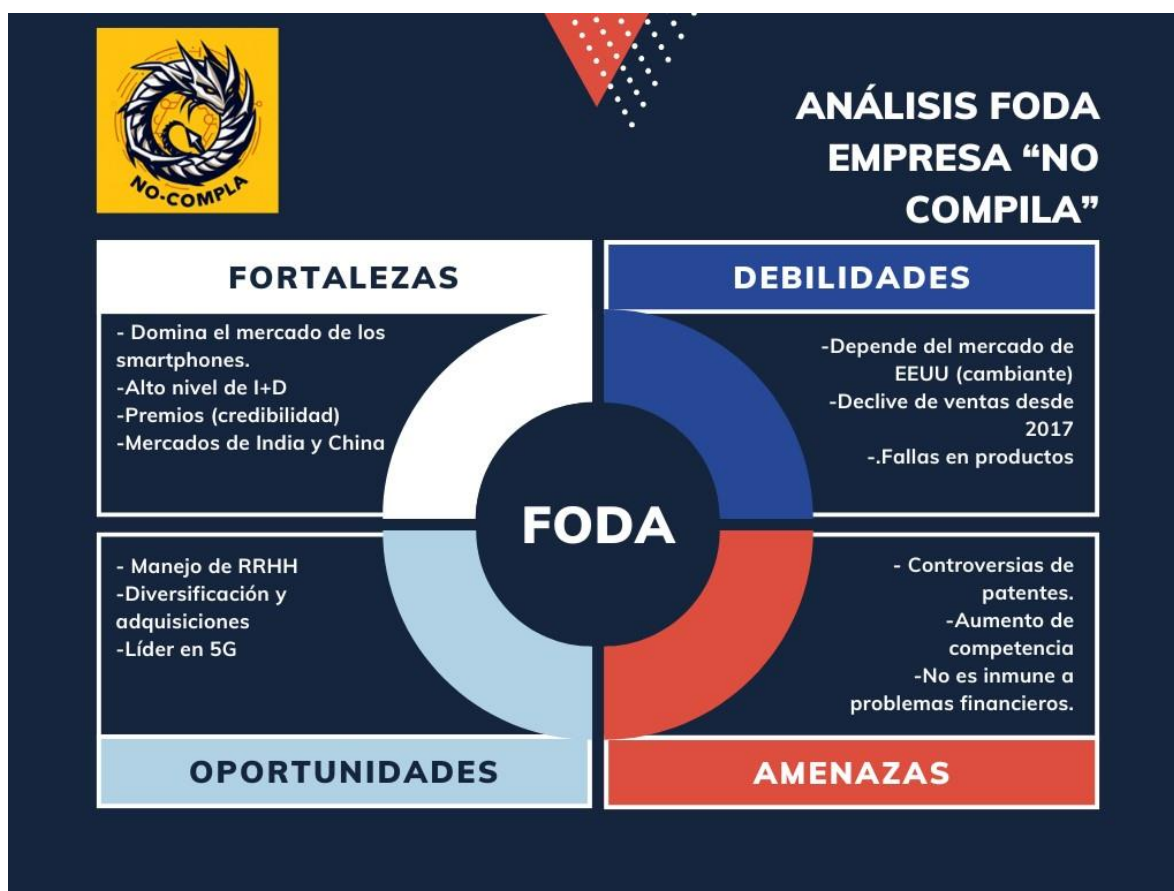 NO-COMPLA
ANÁLISIS FODA
EMPRESA “NO
COMPILA”
FORTALEZAS
- Domina el mercado de los
smartphones.
-Alto nivel de I+D
-Premios (credibilidad)
-Mercados de India y China
DEBILIDADES
-Depende del mercado de
EEUU (cambiante)
-Declive de ventas desde
2017
-.Fallas en productos
FODA
- Manejo de RRHH
-Diversificación y
adquisiciones
-Líder en 5G
OPORTUNIDADES
- Controversias de
patentes.
-Aumento de
competencia
-No es inmune a
problemas financieros.
AMENAZAS